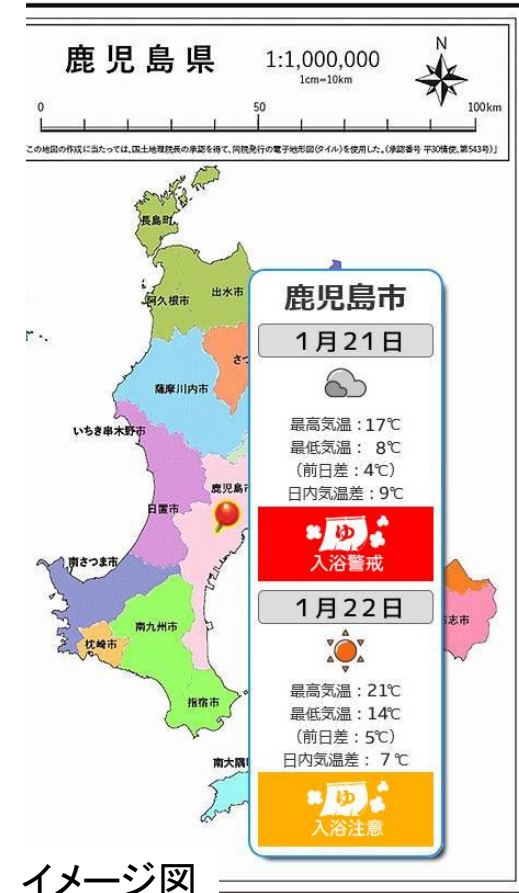 鹿児島県
1:1,000,000
1cm=10km
N
0 50 100km
この地図の作成に当たっては、国土地理院長の承認を得て、同院発行の電子地形図(タイル)を使用した。(承認番号 平30情使、第543号)」
長島町
阿久根市
出水市
さつ
薩摩川内市
いちき串木野市
鹿児島市
日置市
南さつま市
枕崎市
南九州市
指宿市
南大隅
志市
鹿児島市
1月21日
最高気温:17℃
最低気温: 8℃
(前日差:4℃)
日内気温差:9℃
ゆ
入浴警戒
1月22日
最高気温:21℃
最低気温:14℃
(前日差:5℃)
日内気温差: 7℃
ゆ
入浴注意
イメージ図